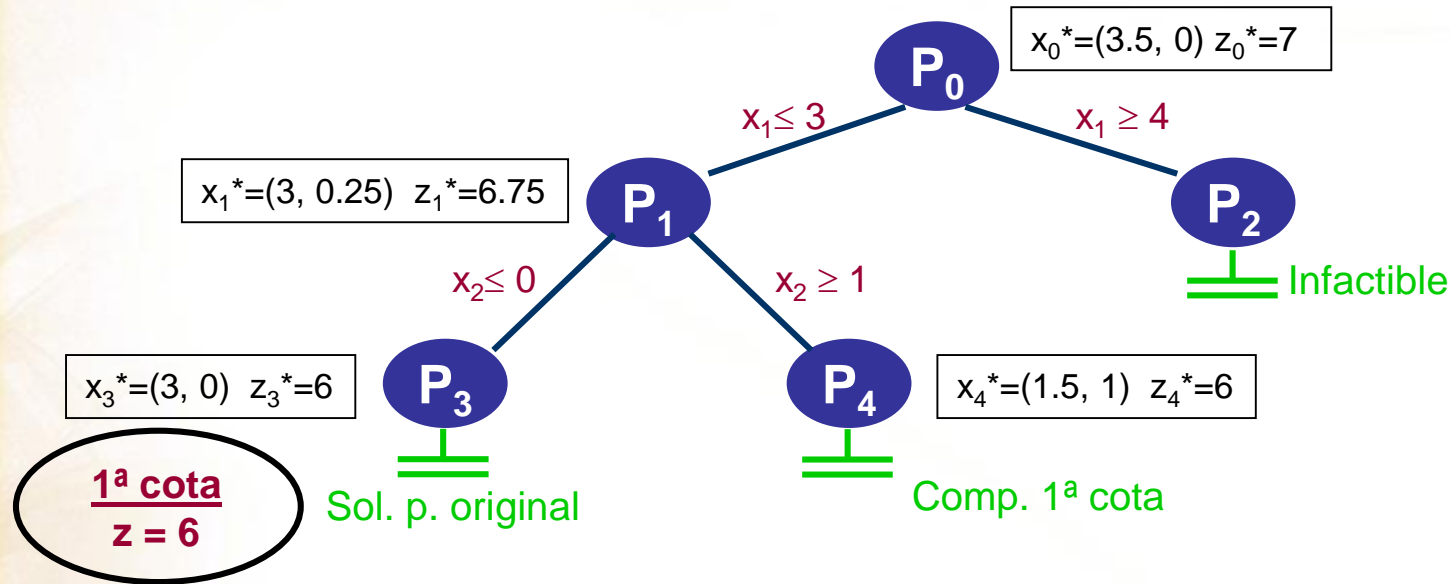 x₀*=(3.5, 0) z₀*=7
P₀
x₁≤ 3
x₁ ≥ 4
x₁*=(3, 0.25) z₁*=6.75
P₁
P₂
x₂≤ 0
x₂ ≥ 1
Infactible
x₃*=(3, 0) z₃*=6
P₃
P₄
x₄*=(1.5, 1) z₄*=6
1ª cota
z = 6
Sol. p. original
Comp. 1ª cota